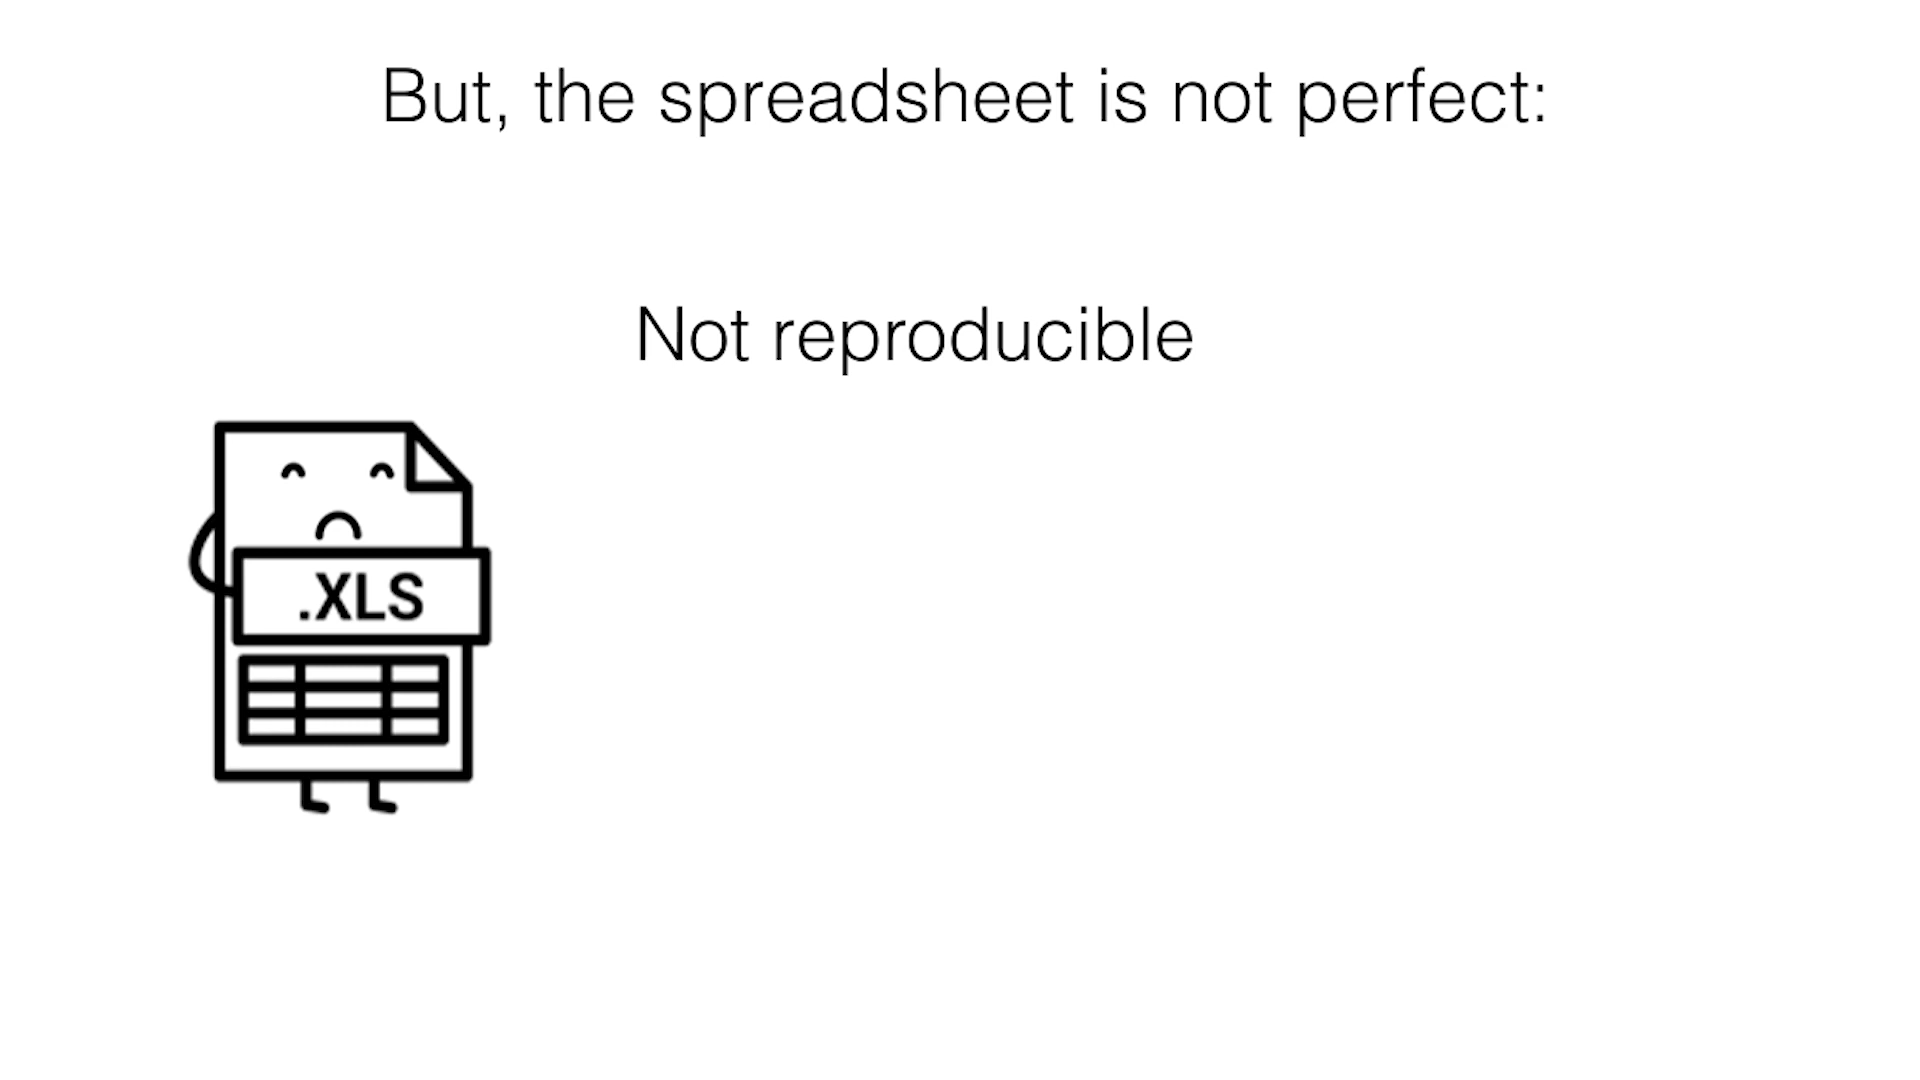 But, the spreadsheet is not perfect:
Not reproducible
.XLS